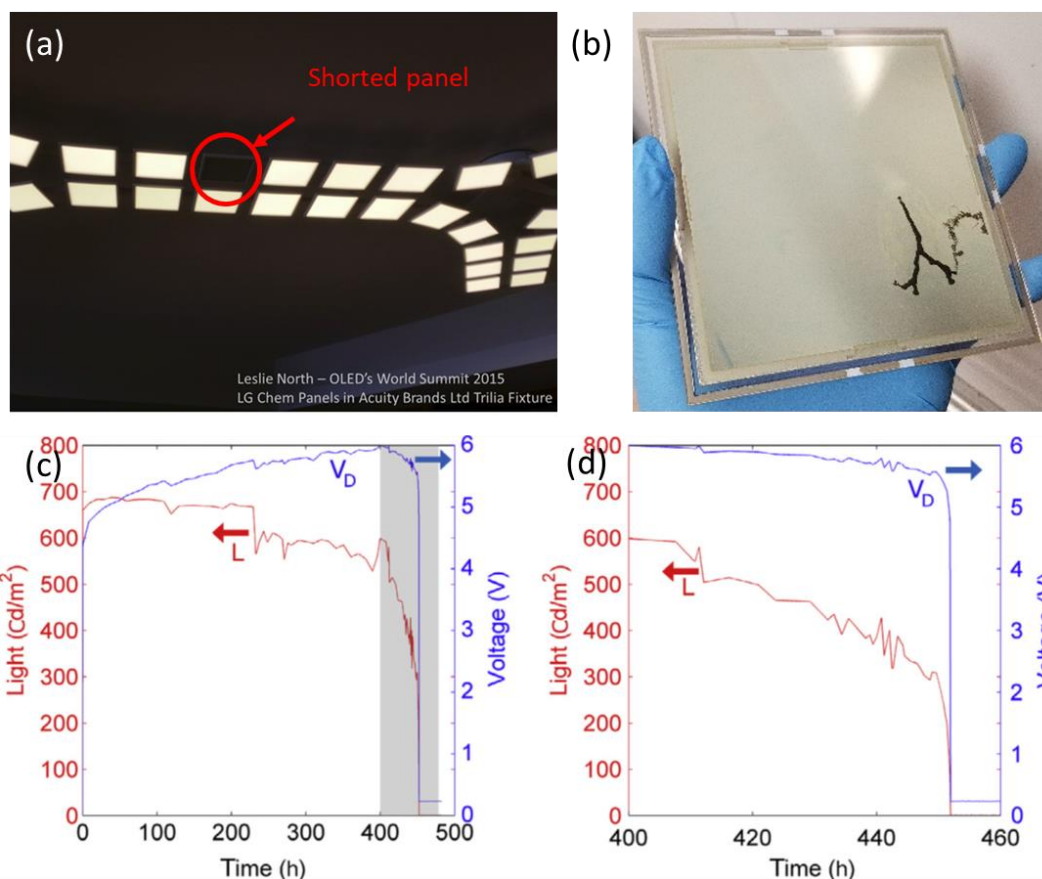 (a)
Shorted panel
Leslie North – OLED's World Summit 2015
LG Chem Panels in Acuity Brands Ltd Trilia Fixture
(b)
(c)
800
700
600
500
400
300
200
100
0
Light (Cd/m²)
L
V_D
6
5
4
3
2
1
0
Voltage (V)
0 100 200 300 400 500
Time (h)
(d)
800
700
600
500
400
300
200
100
0
Light (Cd/m²)
L
V_D
6
5
4
3
2
1
0
400 420 440 460
Time (h)